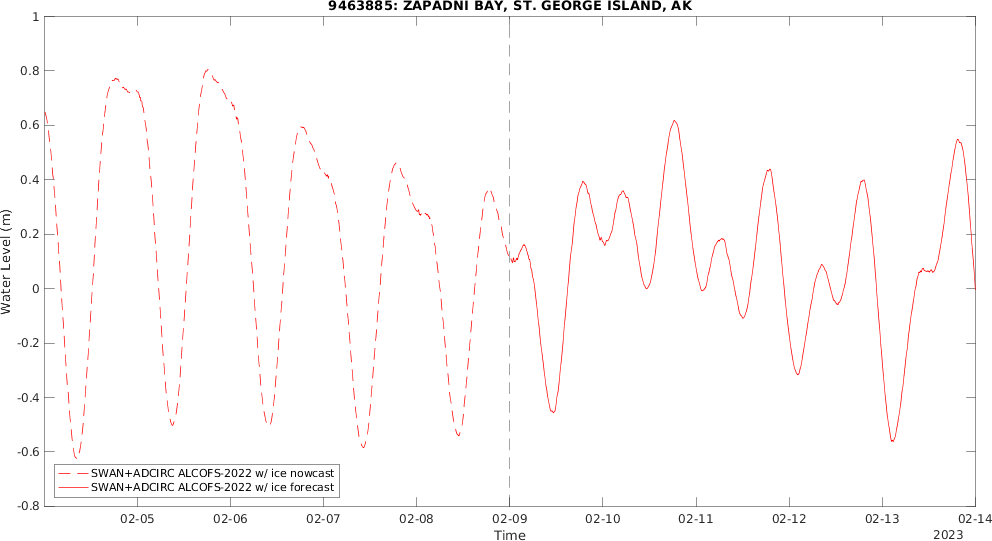 9463885: ZAPADNI BAY, ST. GEORGE ISLAND, AK
1
0.8
0.6
0.4
0.2
0
-0.2
-0.4
-0.6
-0.8
Water Level (m)
SWAN+ADCIRC ALCOFS-2022 w/ ice nowcast
SWAN+ADCIRC ALCOFS-2022 w/ ice forecast
02-05 02-06 02-07 02-08 02-09 02-10 02-11 02-12 02-13 02-14
Time
2023